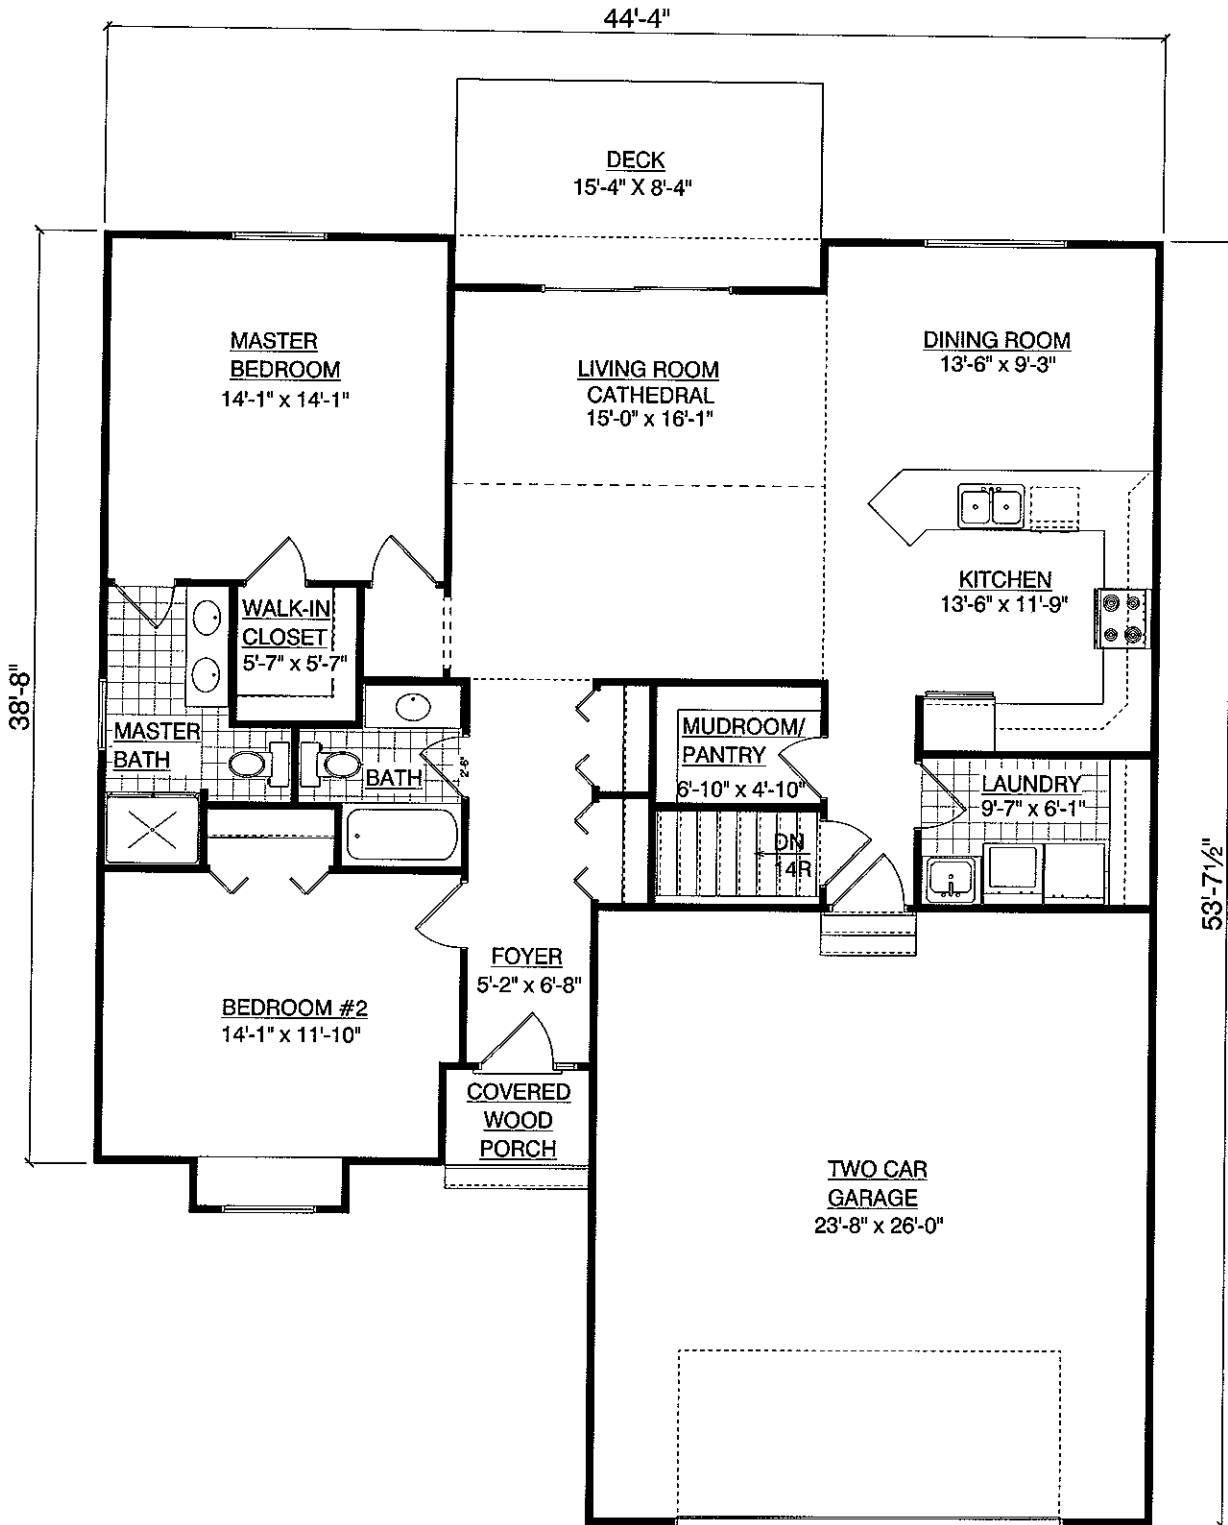 44'-4"
DECK
15'-4" X 8'-4"
MASTER
BEDROOM
14'-1" x 14'-1"
LIVING ROOM
CATHEDRAL
15'-0" x 16'-1"
DINING ROOM
13'-6" x 9'-3"
KITCHEN
13'-6" x 11'-9"
WALK-IN
CLOSET
5'-7" x 5'-7"
38'-8"
MASTER
BATH
BATH
2'-6"
MUDROOM/
PANTRY
6'-10" x 4'-10"
LAUNDRY
9'-7" x 6'-1"
DN
14R
53'-7½"
FOYER
5'-2" x 6'-8"
BEDROOM #2
14'-1" x 11'-10"
COVERED
WOOD
PORCH
TWO CAR
GARAGE
23'-8" x 26'-0"